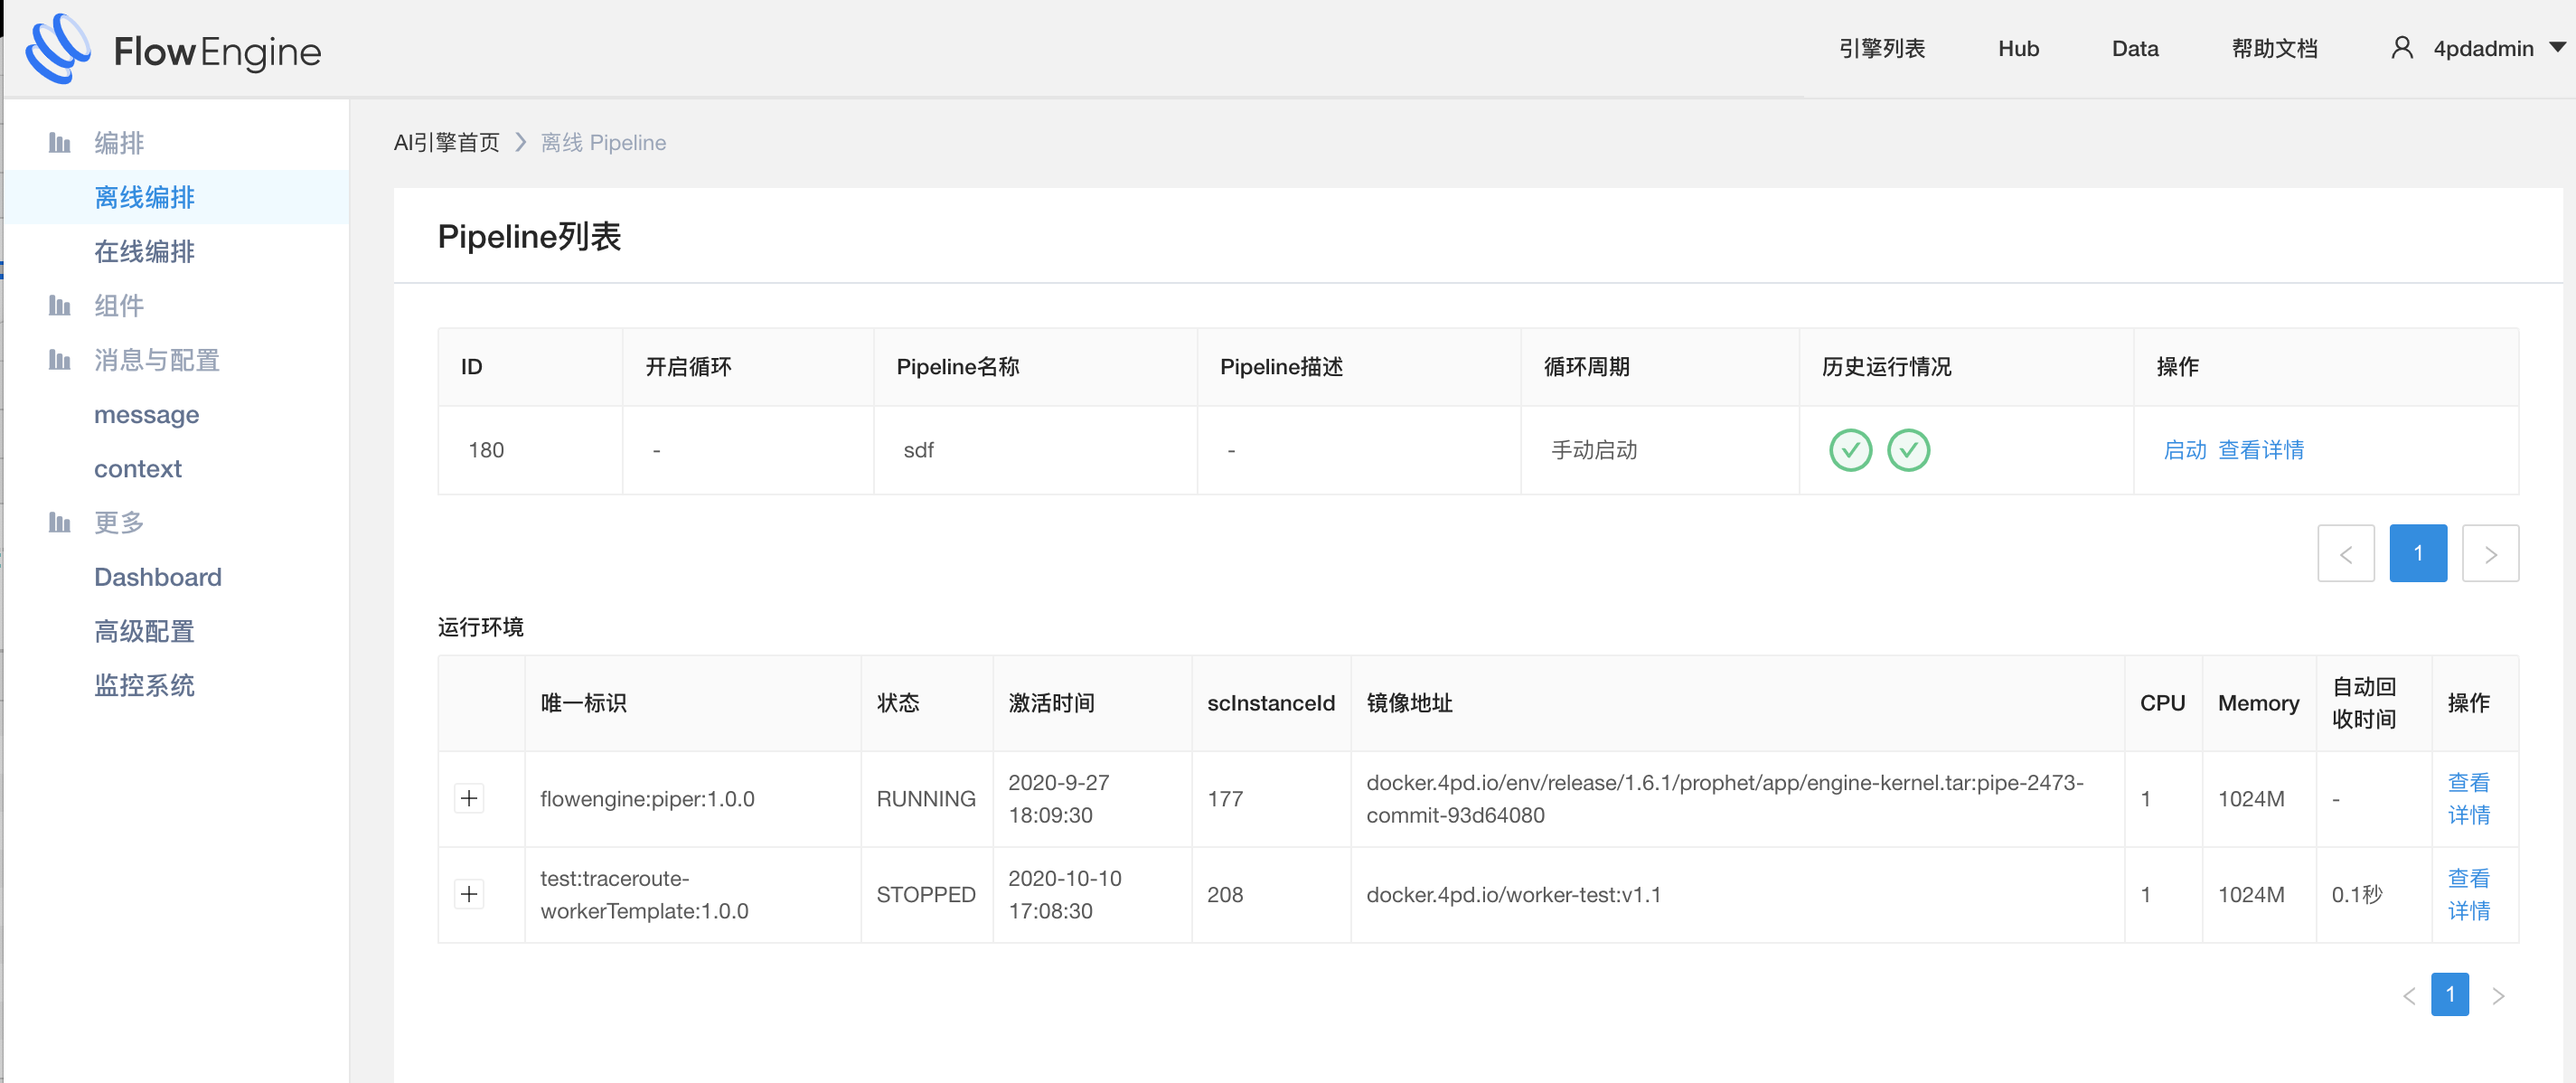 FlowEngine
引擎列表 Hub Data 帮助文档 4pdadmin
编排
离线编排
在线编排
组件
消息与配置
message
context
更多
Dashboard
高级配置
监控系统
AI引擎首页 > 离线 Pipeline
Pipeline列表
ID 开启循环 Pipeline名称 Pipeline描述 循环周期 历史运行情况 操作
180 - sdf - 手动启动 启动 查看详情
< 1 >
运行环境
唯一标识 状态 激活时间 scInstanceId 镜像地址 CPU Memory 自动回
收时间 操作
flowengine:piper:1.0.0 RUNNING 2020-9-27
18:09:30 177 docker.4pd.io/env/release/1.6.1/prophet/app/engine-kernel.tar:pipe-2473-
commit-93d64080 1 1024M - 查看
详情
test:traceroute-
workerTemplate:1.0.0 STOPPED 2020-10-10
17:08:30 208 docker.4pd.io/worker-test:v1.1 1 1024M 0.1秒 查看
详情
< 1 >